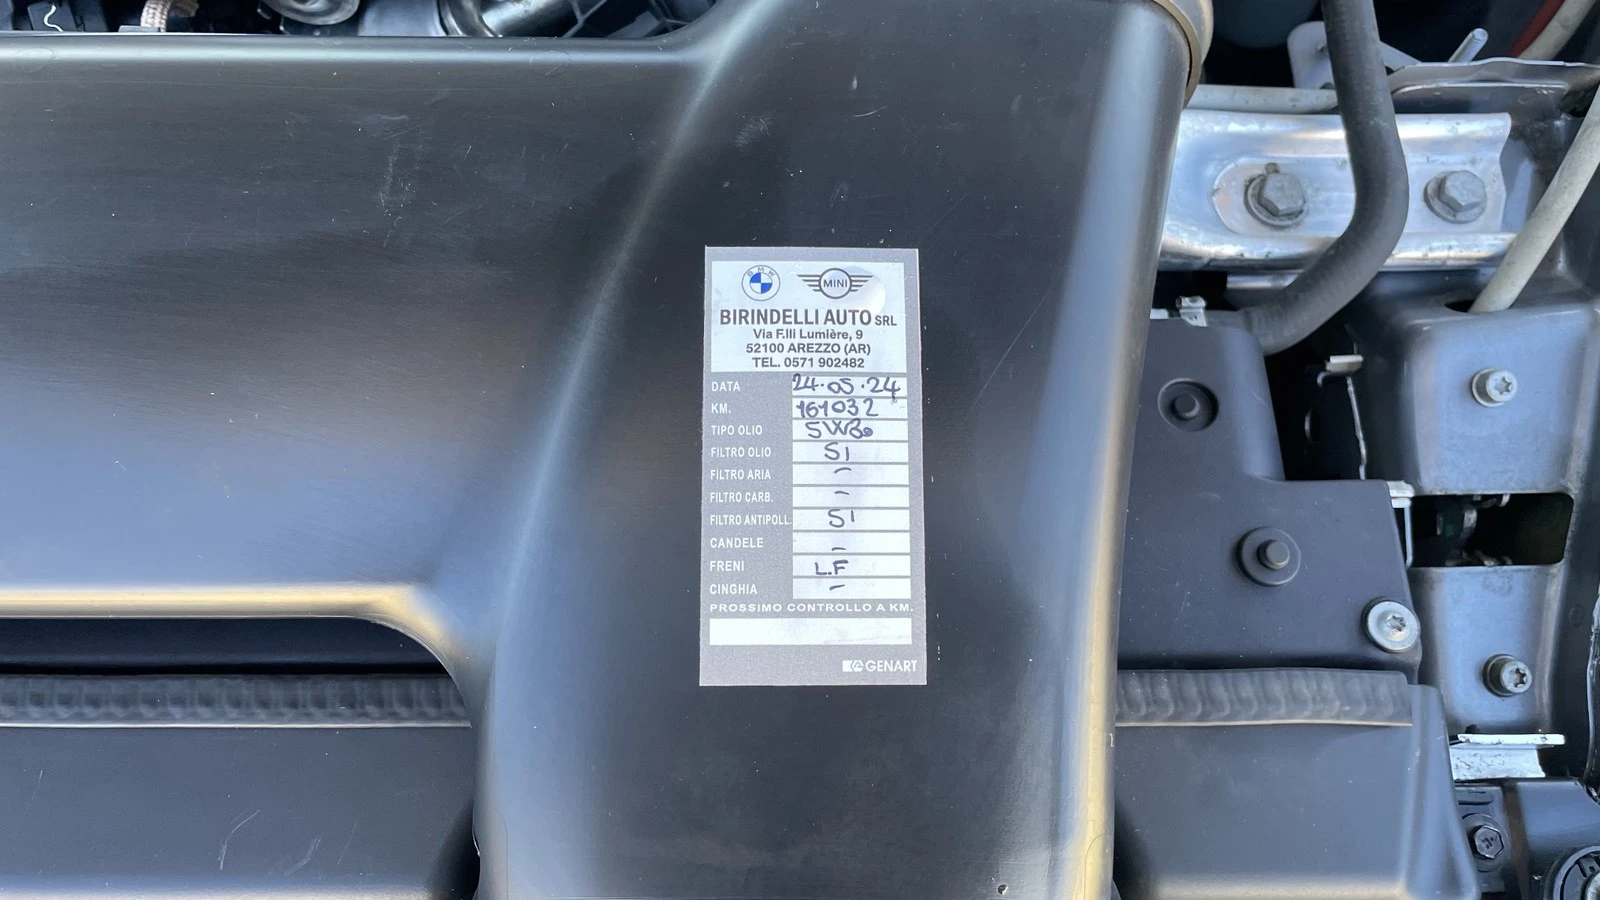 BMW MINI
BIRINDELLI AUTO SRL
Via F.lli Lumière, 9
52100 AREZZO (AR)
TEL. 0571 902482
DATA 24.05.24
KM. 161032
TIPO OLIO 5W30
FILTRO OLIO SI
FILTRO ARIA -
FILTRO CARB. -
FILTRO ANTIPOLL. SI
CANDELE -
FRENI L.F
CINGHIA -
PROSSIMO CONTROLLO A KM.
GENART